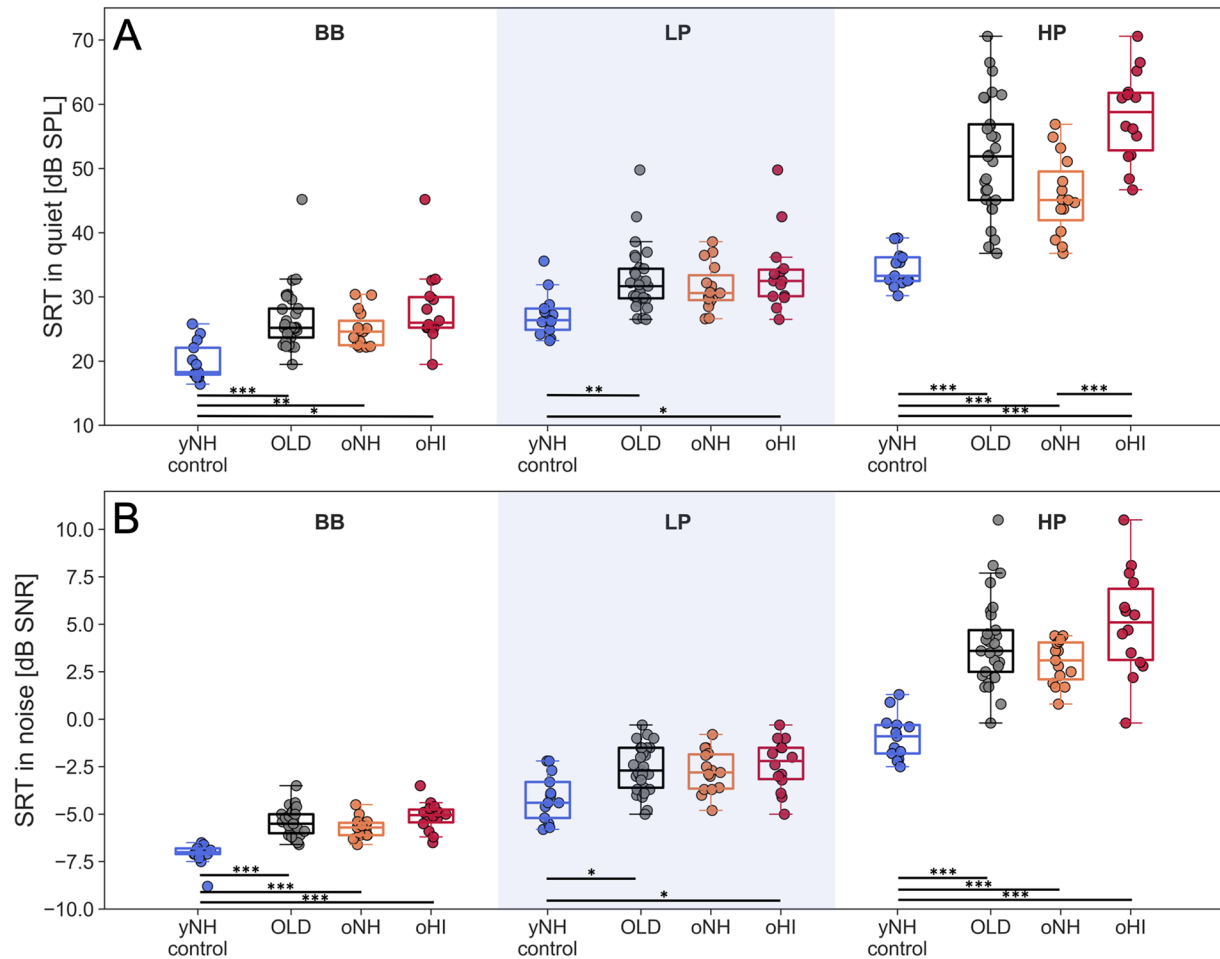 A
BB
LP
HP
SRT in quiet [dB SPL]
70
60
50
40
30
20
10
***
**
*
**
*
***
***
***
***
yNH control
OLD
oNH
oHI
yNH control
OLD
oNH
oHI
yNH control
OLD
oNH
oHI
B
BB
LP
HP
SRT in noise [dB SNR]
10.0
7.5
5.0
2.5
0.0
−2.5
−5.0
−7.5
−10.0
***
***
***
*
*
***
***
***
yNH control
OLD
oNH
oHI
yNH control
OLD
oNH
oHI
yNH control
OLD
oNH
oHI